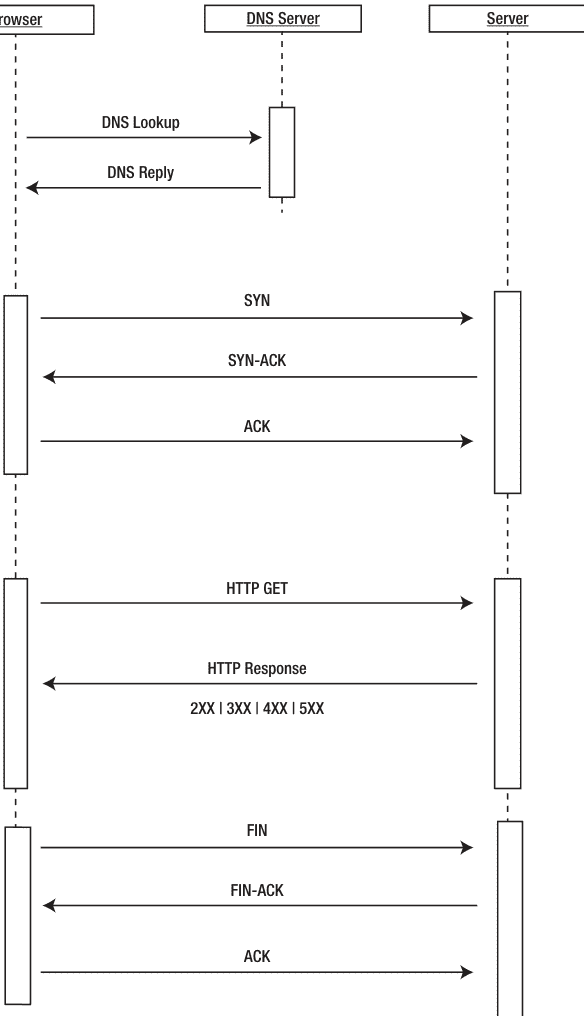 rowser
DNS Server
Server
DNS Lookup
DNS Reply
SYN
SYN-ACK
ACK
HTTP GET
HTTP Response
2XX | 3XX | 4XX | 5XX
FIN
FIN-ACK
ACK